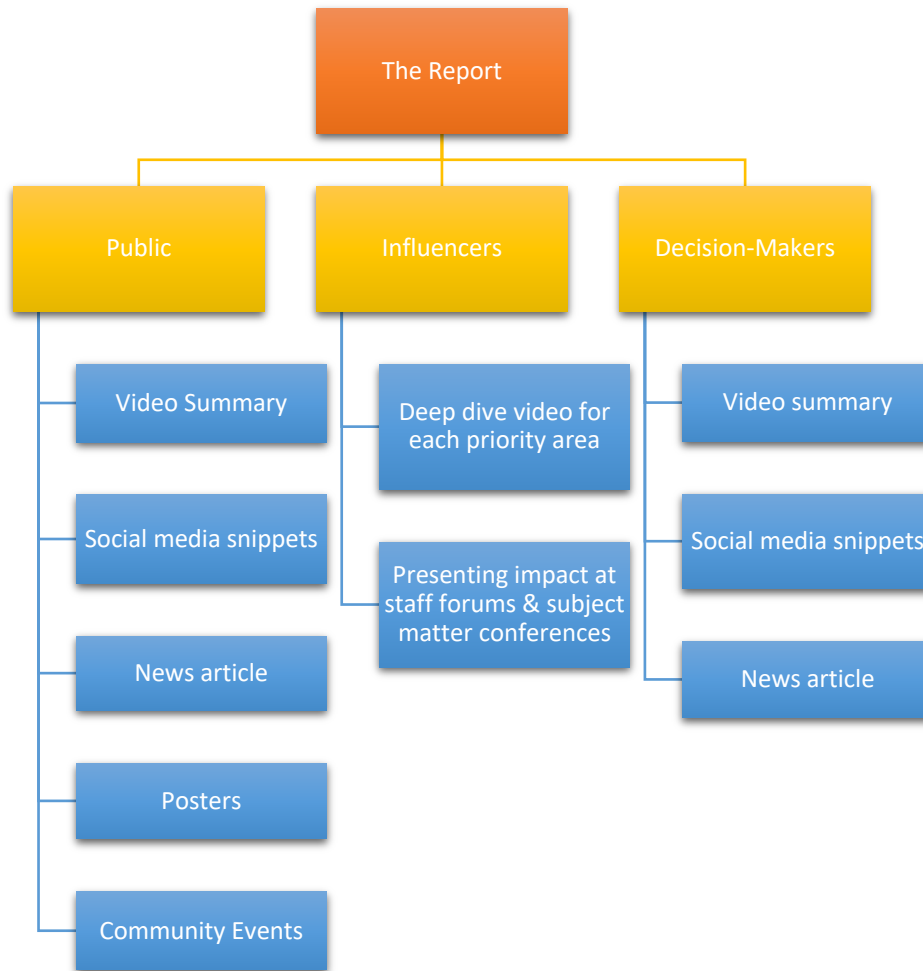 The Report
Public
Influencers
Decision-Makers
Video Summary
Social media snippets
News article
Posters
Community Events
Deep dive video for
each priority area
Presenting impact at
staff forums & subject
matter conferences
Video summary
Social media snippets
News article